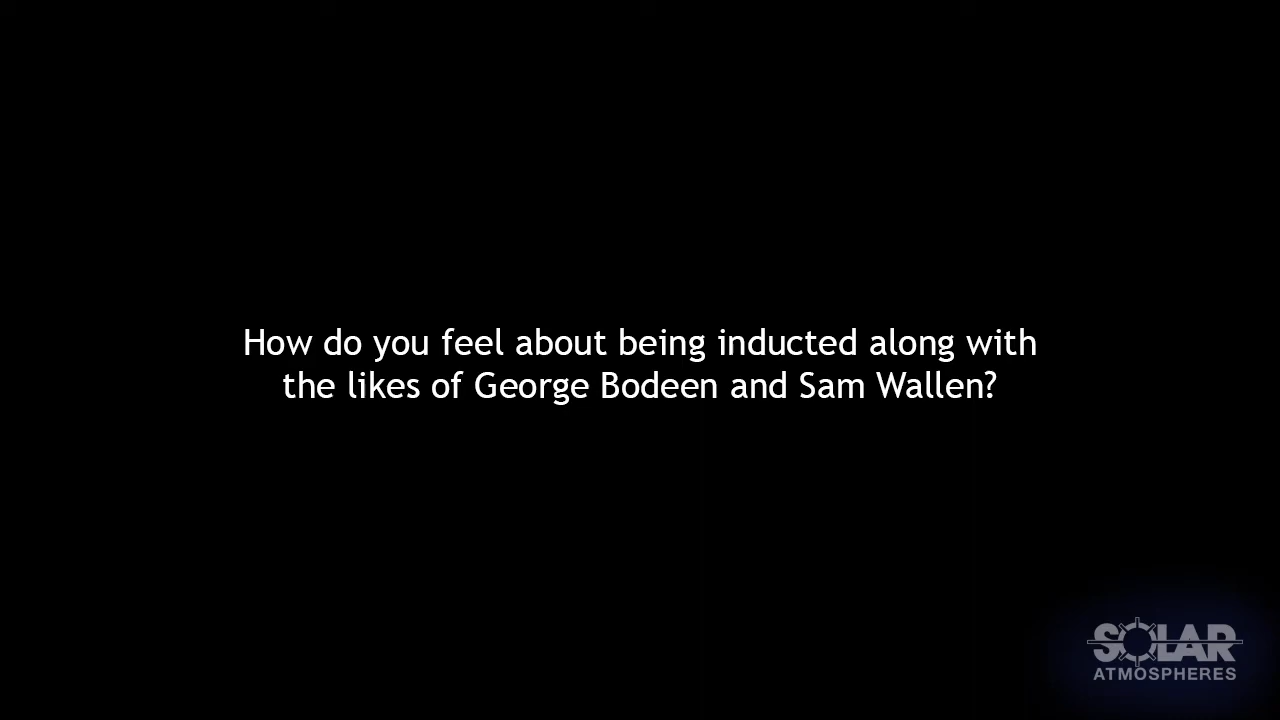 How do you feel about being inducted along with
the likes of George Bodeen and Sam Wallen?
SOLAR
ATMOSPHERES